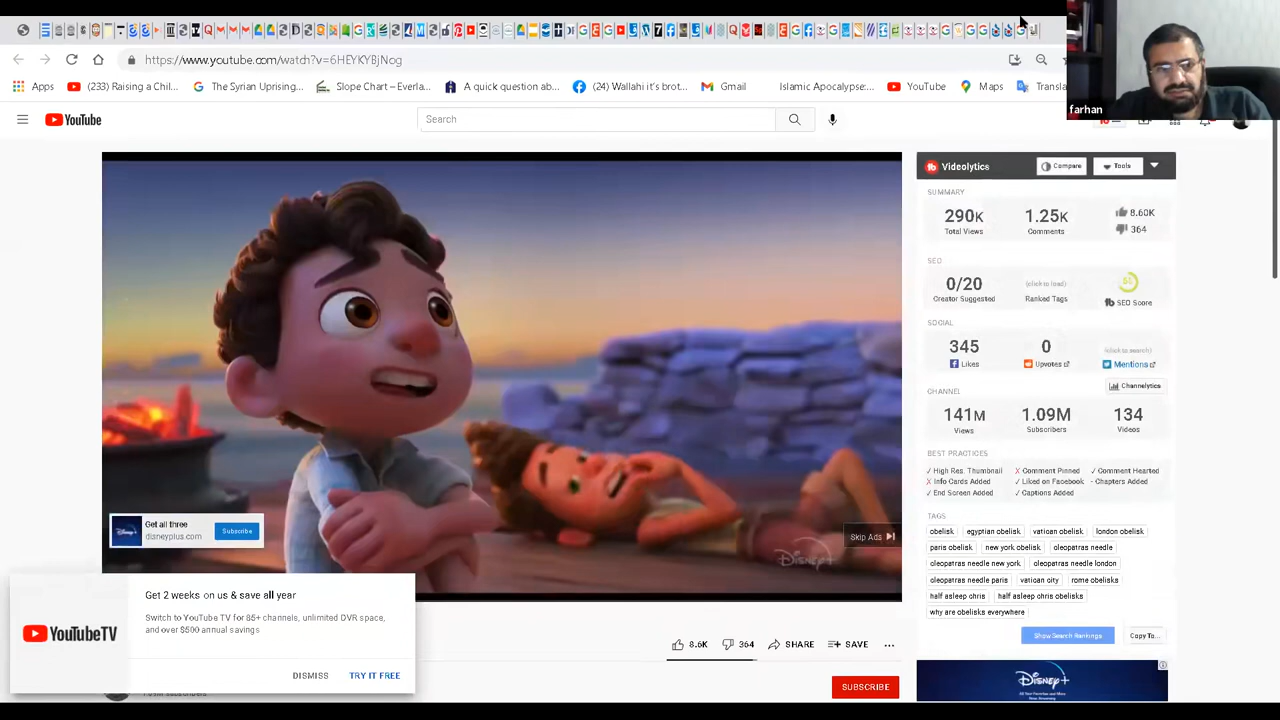 https://www.youtube.com/watch?v=6HEYKYBJNog
Apps
(233) Raising a Chil...
The Syrian Uprising:...
Slope Chart – Everla...
A quick question ab...
(24) Wallahi it's brot...
Gmail
Islamic Apocalypse:...
YouTube
Maps
Transla
farhan
YouTube
Search
Get all three
disneyplus.com
Subscribe
Skip Ads
DISNEY+
Get 2 weeks on us & save all year
Switch to YouTube TV for 85+ channels, unlimited DVR space,
and over $500 annual savings
YouTubeTV
DISMISS
TRY IT FREE
8.6K
364
SHARE
SAVE
SUBSCRIBE
Videolytics
Compare
Tools
SUMMARY
290K
1.25K
8.60K
Total Views
Comments
364
SEO
0/20
(click to load)
Creator Suggested
Ranked Tags
SEO Score
SOCIAL
345
0
(click to search)
Likes
Upvotes
Mentions
Channelytics
CHANNEL
141M
1.09M
134
Views
Subscribers
Videos
BEST PRACTICES
√ High Res. Thumbnail
X Comment Pinned
√ Comment Hearted
X Info Cards Added
√ Liked on Facebook
- Chapters Added
√ End Screen Added
√ Captions Added
TAGS
obelisk
egyptian obelisk
vatican obelisk
london obelisk
paris obelisk
new york obelisk
cleopatras needle
cleopatras needle new york
cleopatras needle london
cleopatras needle paris
vatican city
rome obelisks
half asleep chris
half asleep chris obelisks
why are obelisks everywhere
Show Search Rankings
Copy To...
DISNEY+